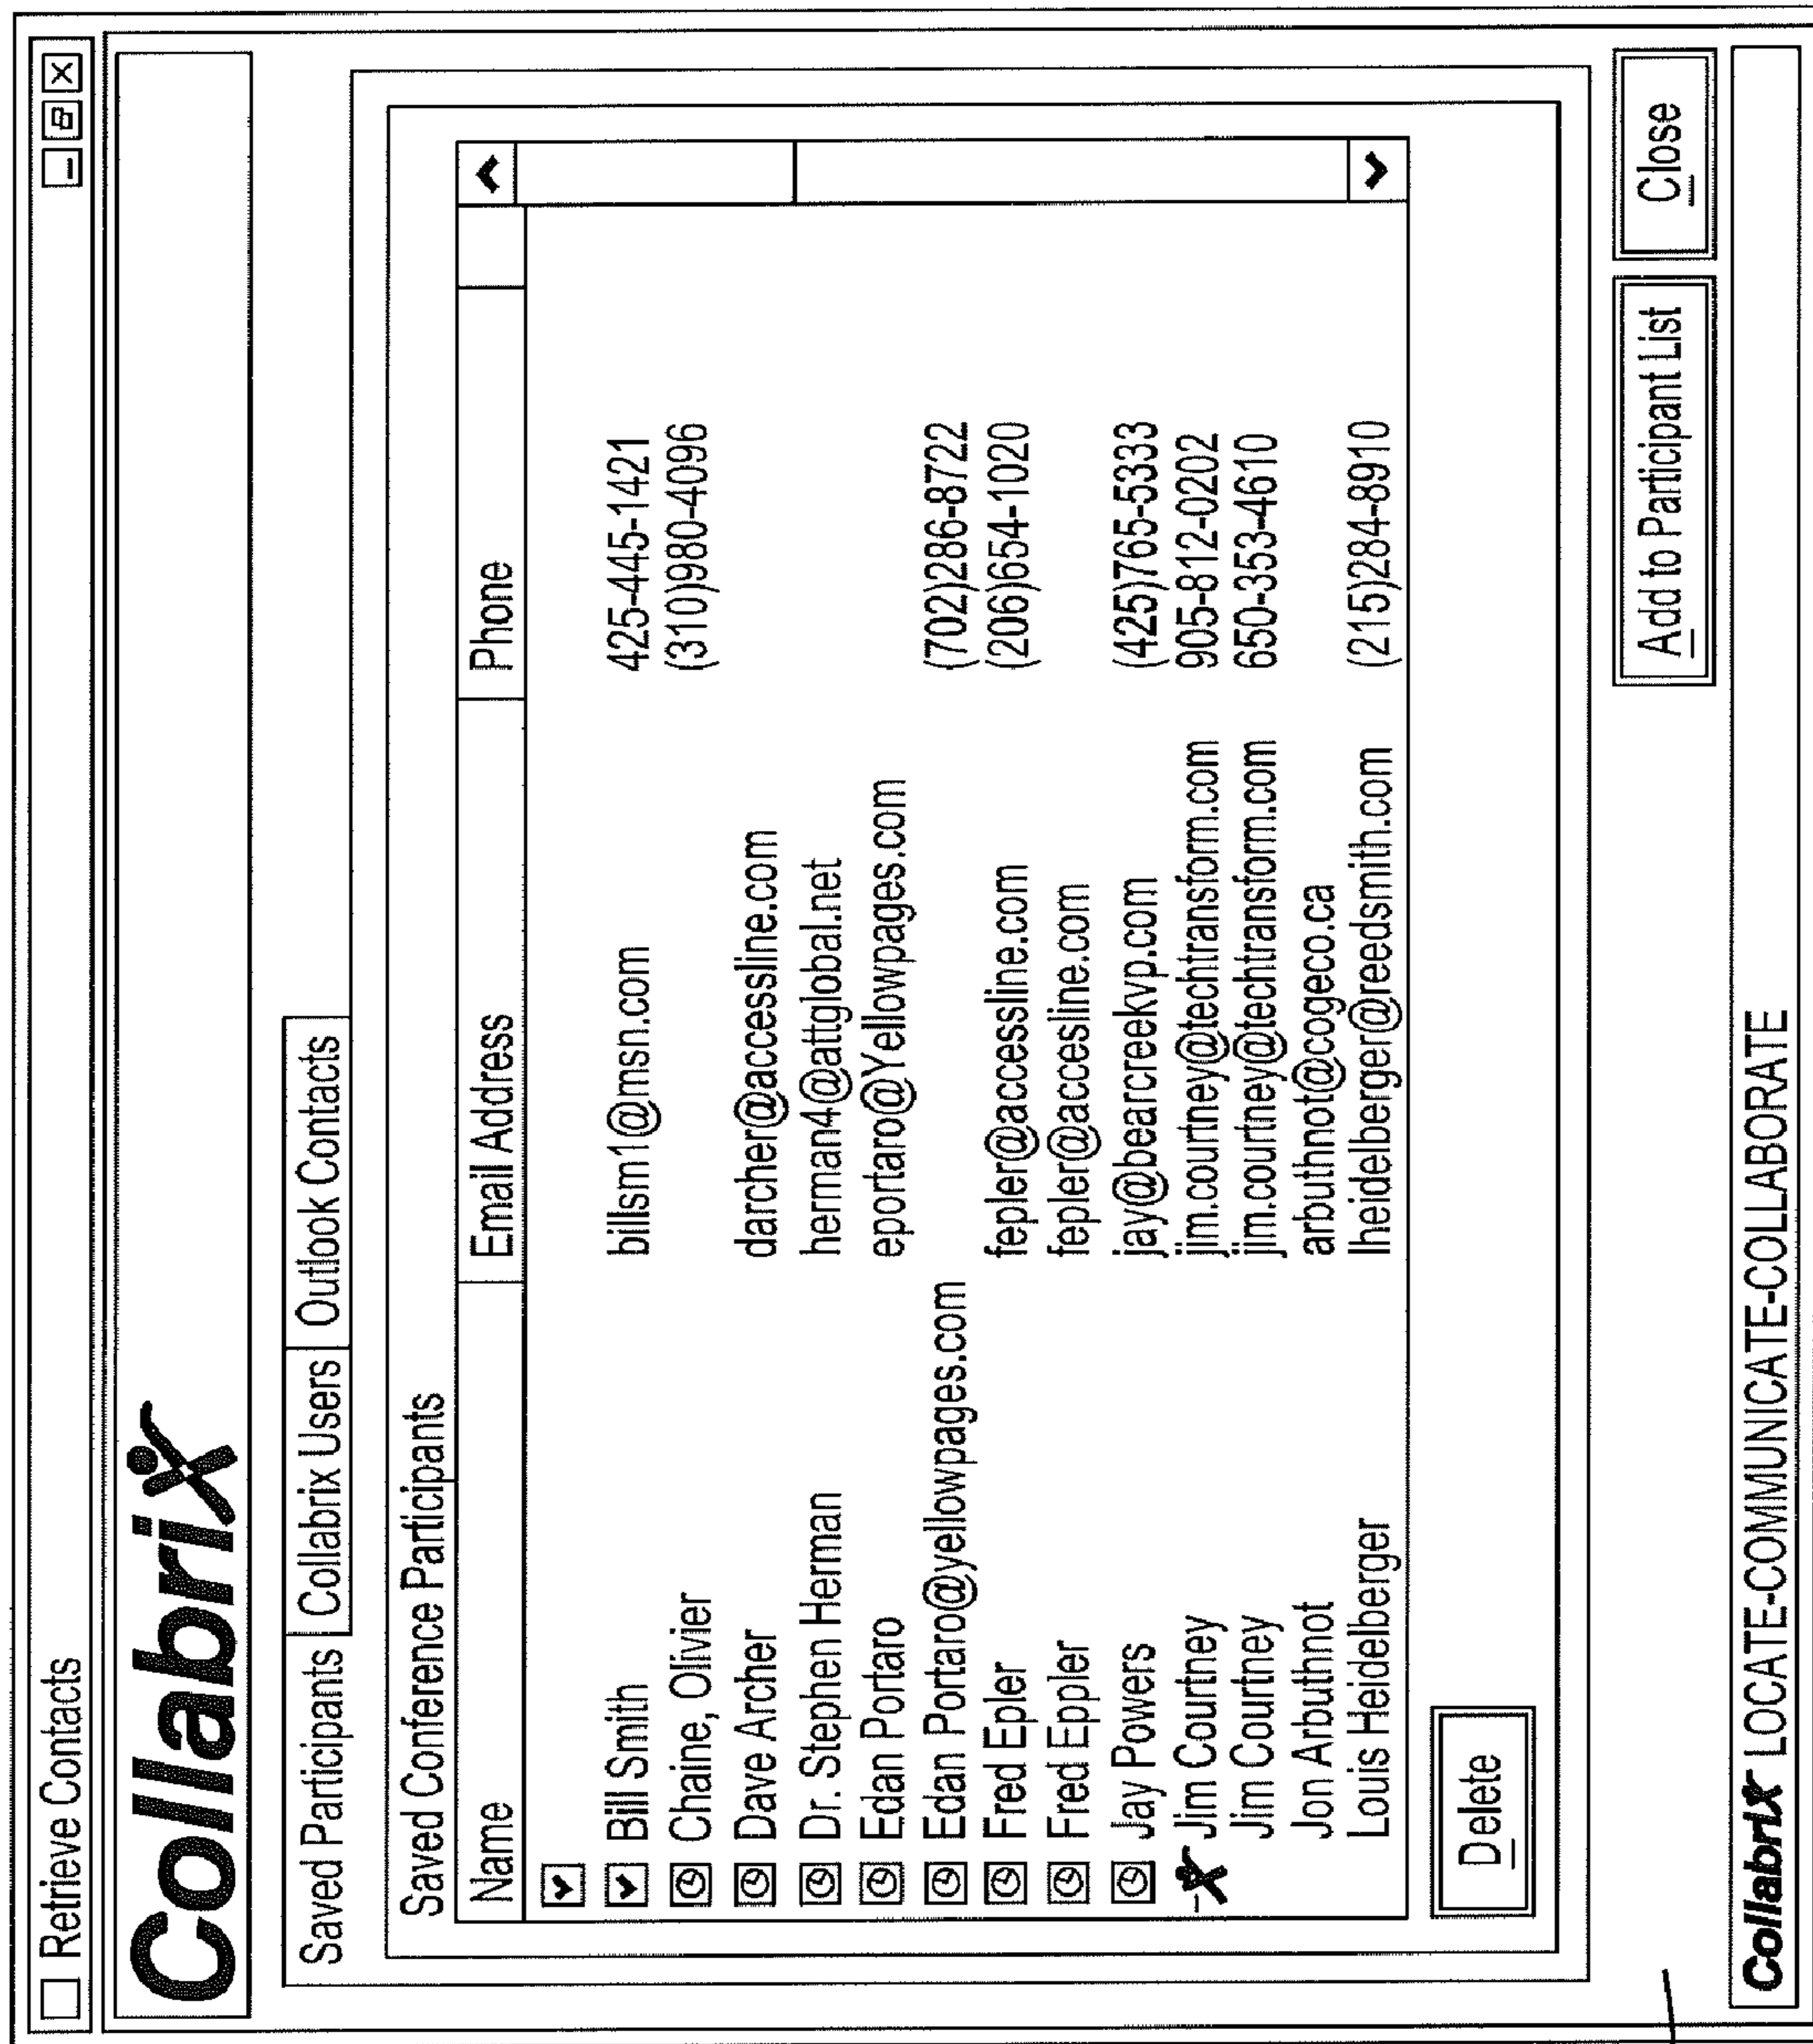 Retrieve Contacts
Collabrix
Saved Participants Collabrix Users Outlook Contacts
Saved Conference Participants
Name Email Address Phone
Bill Smith billsm1@msn.com 425-445-1421
Chaine, Olivier (310)980-4096
Dave Archer darcher@accessline.com
Dr. Stephen Herman herman4@attglobal.net
Edan Portaro eportaro@Yellowpages.com
Edan Portaro@yellowpages.com (702)286-8722
Fred Epler fepler@accessline.com (206)654-1020
Fred Eppler fepler@accesline.com
Jay Powers jay@bearcreekvp.com (425)765-5333
Jim Courtney jim.courtney@techtransform.com 905-812-0202
Jim Courtney jim.courtney@techtransform.com 650-353-4610
Jon Arbuthnot arbuthnot@cogeco.ca
Louis Heidelberger lheidelberger@reedsmith.com (215)284-8910
Delete
Add to Participant List Close
Collabrix LOCATE-COMMUNICATE-COLLABORATE